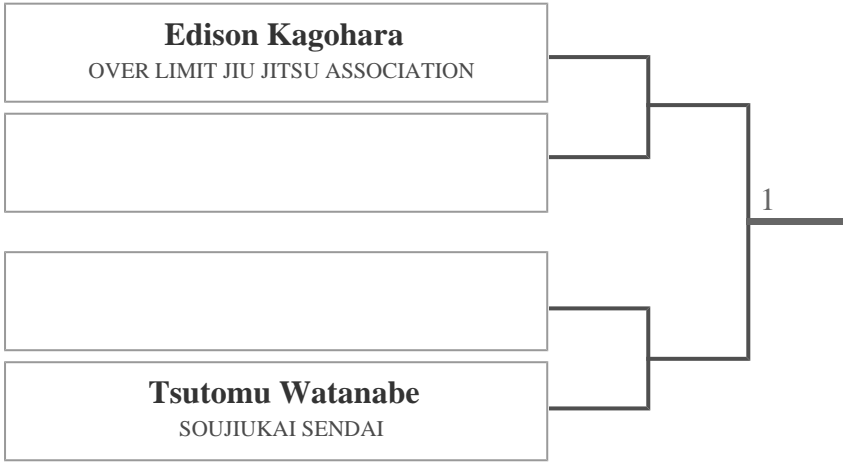 Edison Kagohara
OVER LIMIT JIU JITSU ASSOCIATION
1
Tsutomu Watanabe
SOUJIUKAI SENDAI